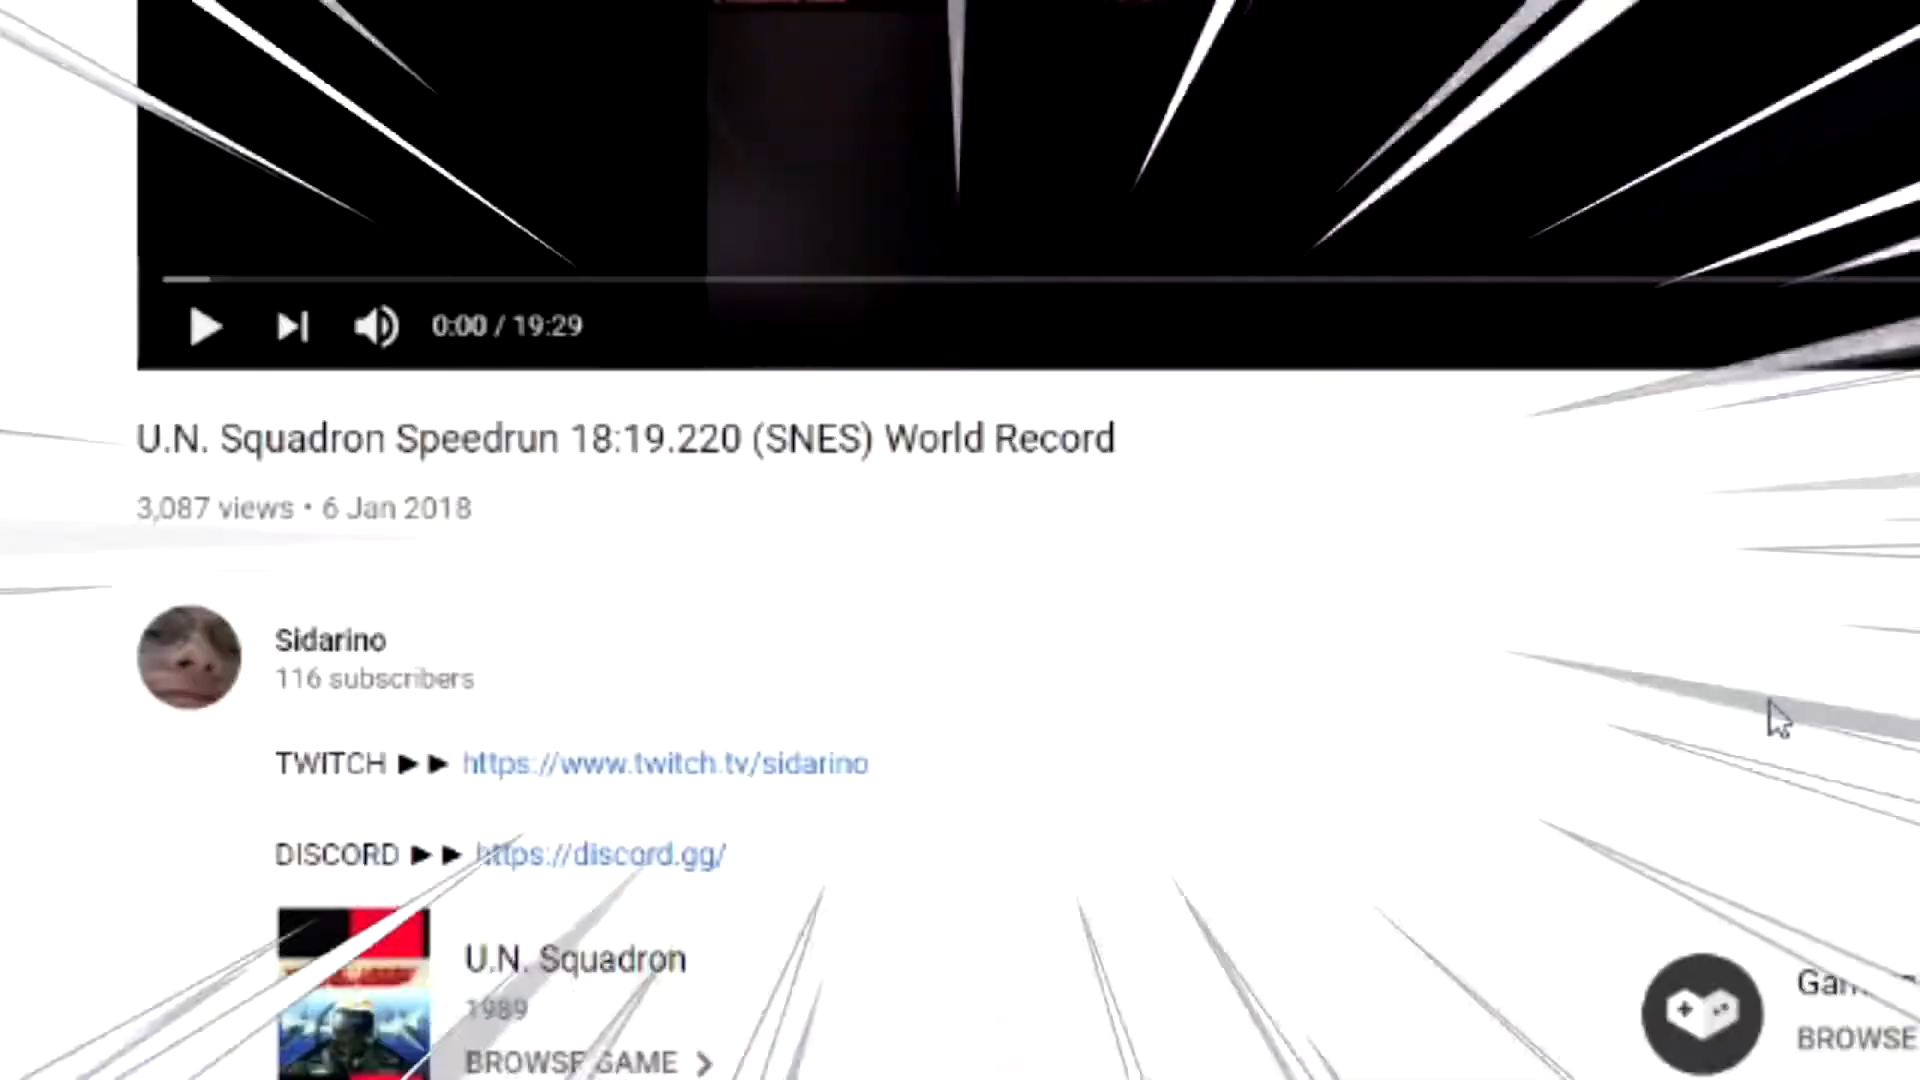 0:00 / 19:29
U.N. Squadron Speedrun 18:19.220 (SNES) World Record
3,087 views • 6 Jan 2018
Sidarino
116 subscribers
TWITCH ►► https://www.twitch.tv/sidarino
DISCORD ►► https://discord.gg/
U.N. Squadron
1989
BROWSE GAME
BROWSE